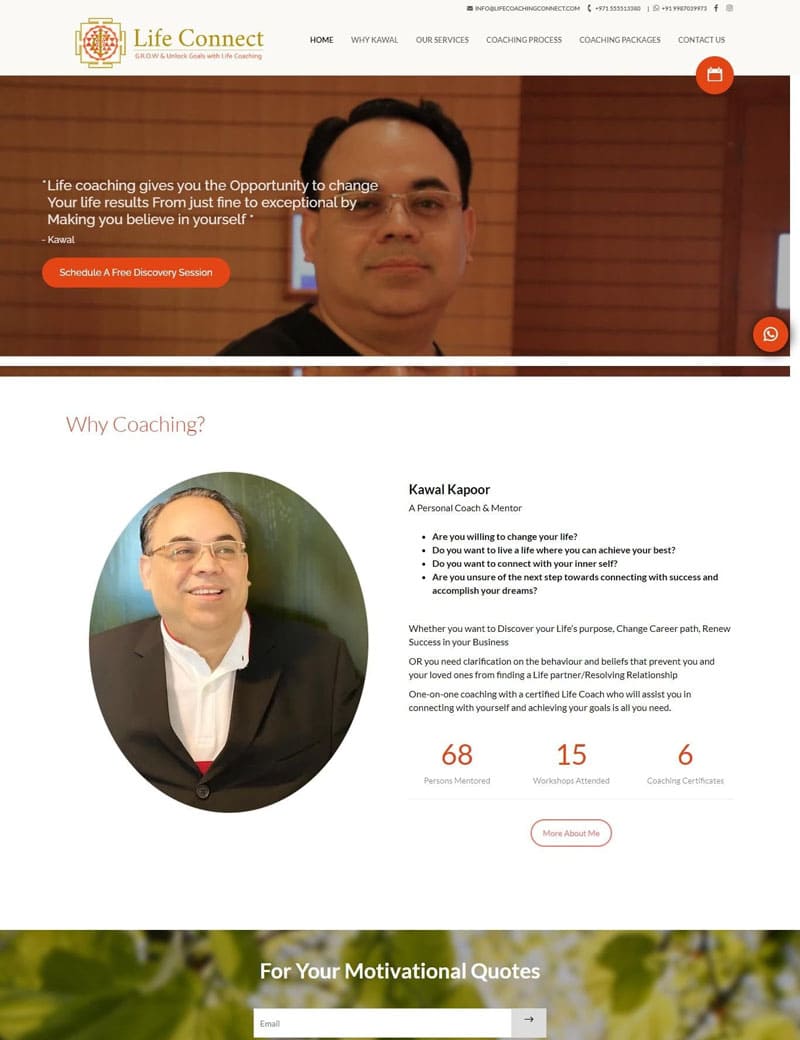 INFO@LIFECOACHINGCONNECT.COM +971 555513380 | +91 9987039973
Life Connect
G.R.O.W & Unlock Goals with Life Coaching
HOME WHY KAWAL OUR SERVICES COACHING PROCESS COACHING PACKAGES CONTACT US
"Life coaching gives you the Opportunity to change
Your life results From just fine to exceptional by
Making you believe in yourself "
- Kawal
Schedule A Free Discovery Session
Why Coaching?
Kawal Kapoor
A Personal Coach & Mentor
• Are you willing to change your life?
• Do you want to live a life where you can achieve your best?
• Do you want to connect with your inner self?
• Are you unsure of the next step towards connecting with success and
accomplish your dreams?
Whether you want to Discover your Life's purpose, Change Career path, Renew
Success in your Business
OR you need clarification on the behaviour and beliefs that prevent you and
your loved ones from finding a Life partner/Resolving Relationship
One-on-one coaching with a certified Life Coach who will assist you in
connecting with yourself and achieving your goals is all you need.
68 15 6
Persons Mentored Workshops Attended Coaching Certificates
More About Me
For Your Motivational Quotes
Email →